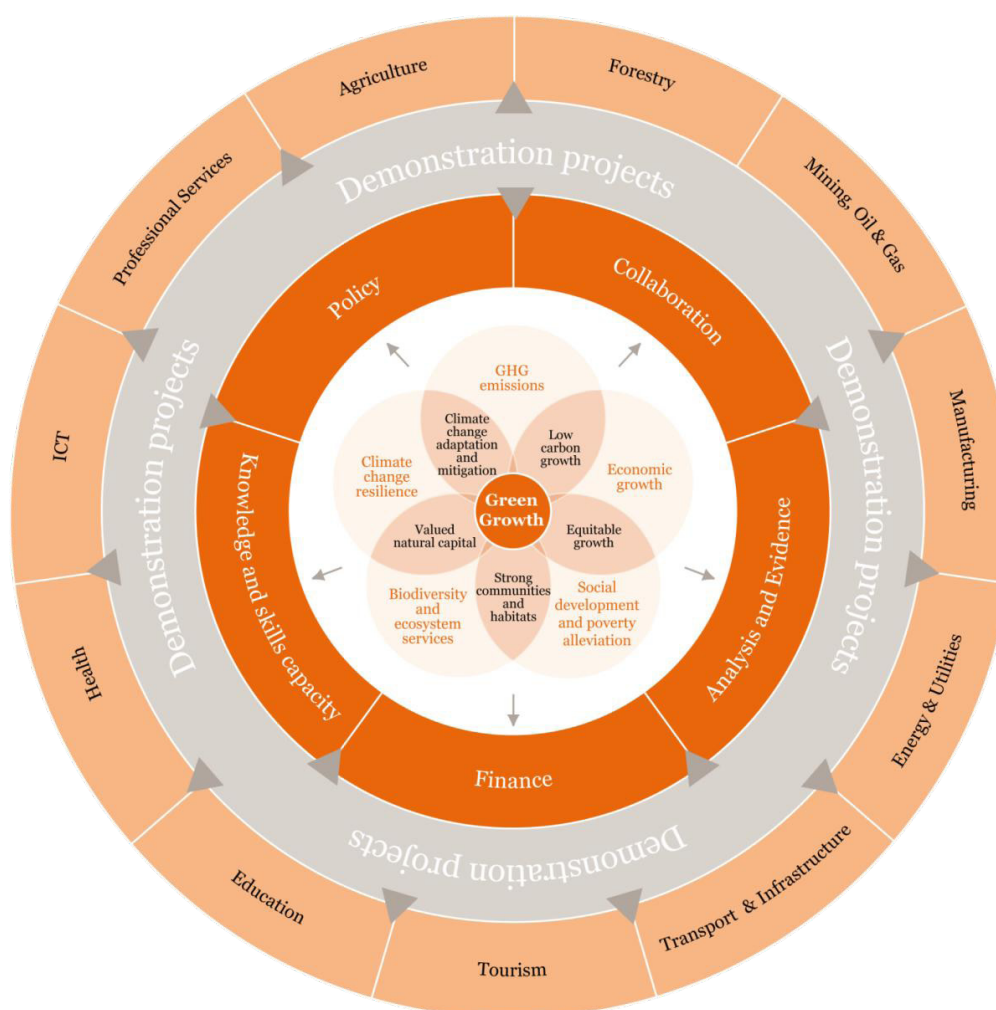 Agriculture
Forestry
Mining, Oil & Gas
Manufacturing
Energy & Utilities
Transport & Infrastructure
Tourism
Education
Health
ICT
Professional Services
Demonstration projects
Demonstration projects
Demonstration projects
Demonstration projects
Policy
Collaboration
Analysis and Evidence
Finance
Knowledge and skills capacity
GHG
emissions
Climate
change
adaptation
and
mitigation
Low
carbon
growth
Climate
change
resilience
Economic
growth
Green
Growth
Valued
natural capital
Equitable
growth
Strong
communities
and
habitats
Biodiversity
and
ecosystem
services
Social
development
and poverty
alleviation